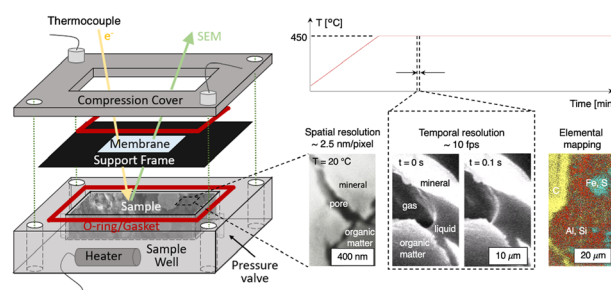 Thermocouple
e⁻
SEM
Compression Cover
Membrane
Support Frame
Sample
O-ring/Gasket
Sample
Well
Heater
Pressure
valve
T [°C]
450
Time [min
Spatial resolution
~ 2.5 nm/pixel
T = 20 °C
mineral
pore
organic
matter
400 nm
Temporal resolution
~ 10 fps
t = 0 s
t = 0.1 s
mineral
gas
liquid
organic
matter
10 μm
Elemental
mapping
C
Fe, S
Al, Si
20 μm